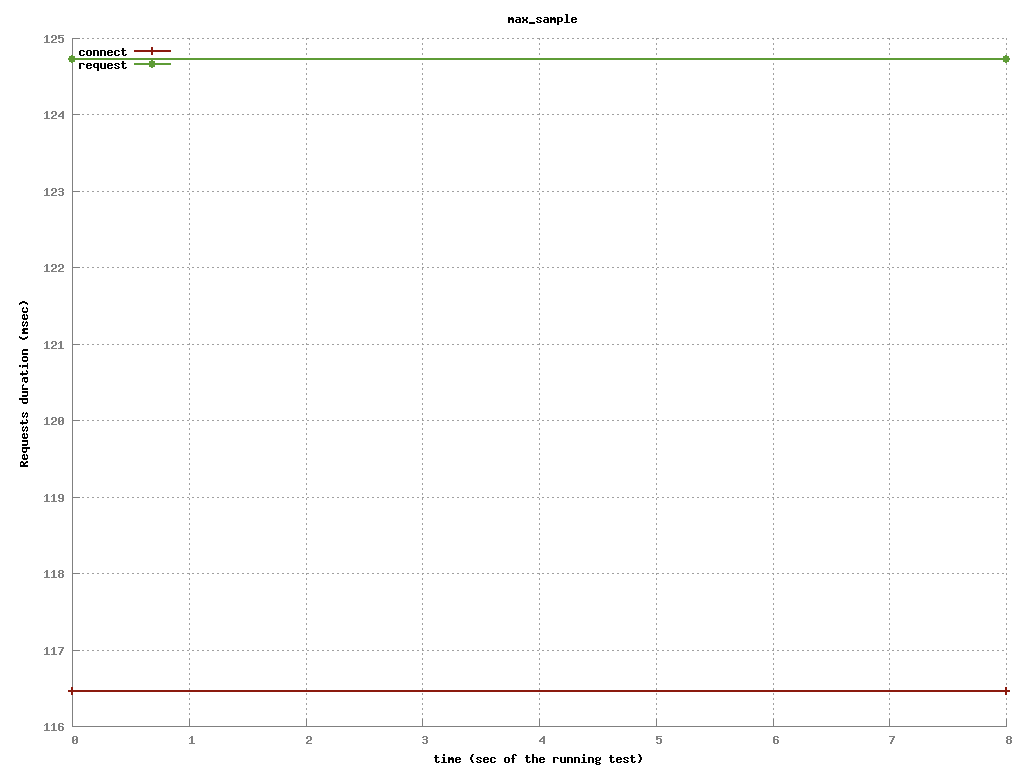 max_sample
connect
request
125
124
123
122
121
120
119
118
117
116
Requests duration (msec)
0 1 2 3 4 5 6 7 8
time (sec of the running test)